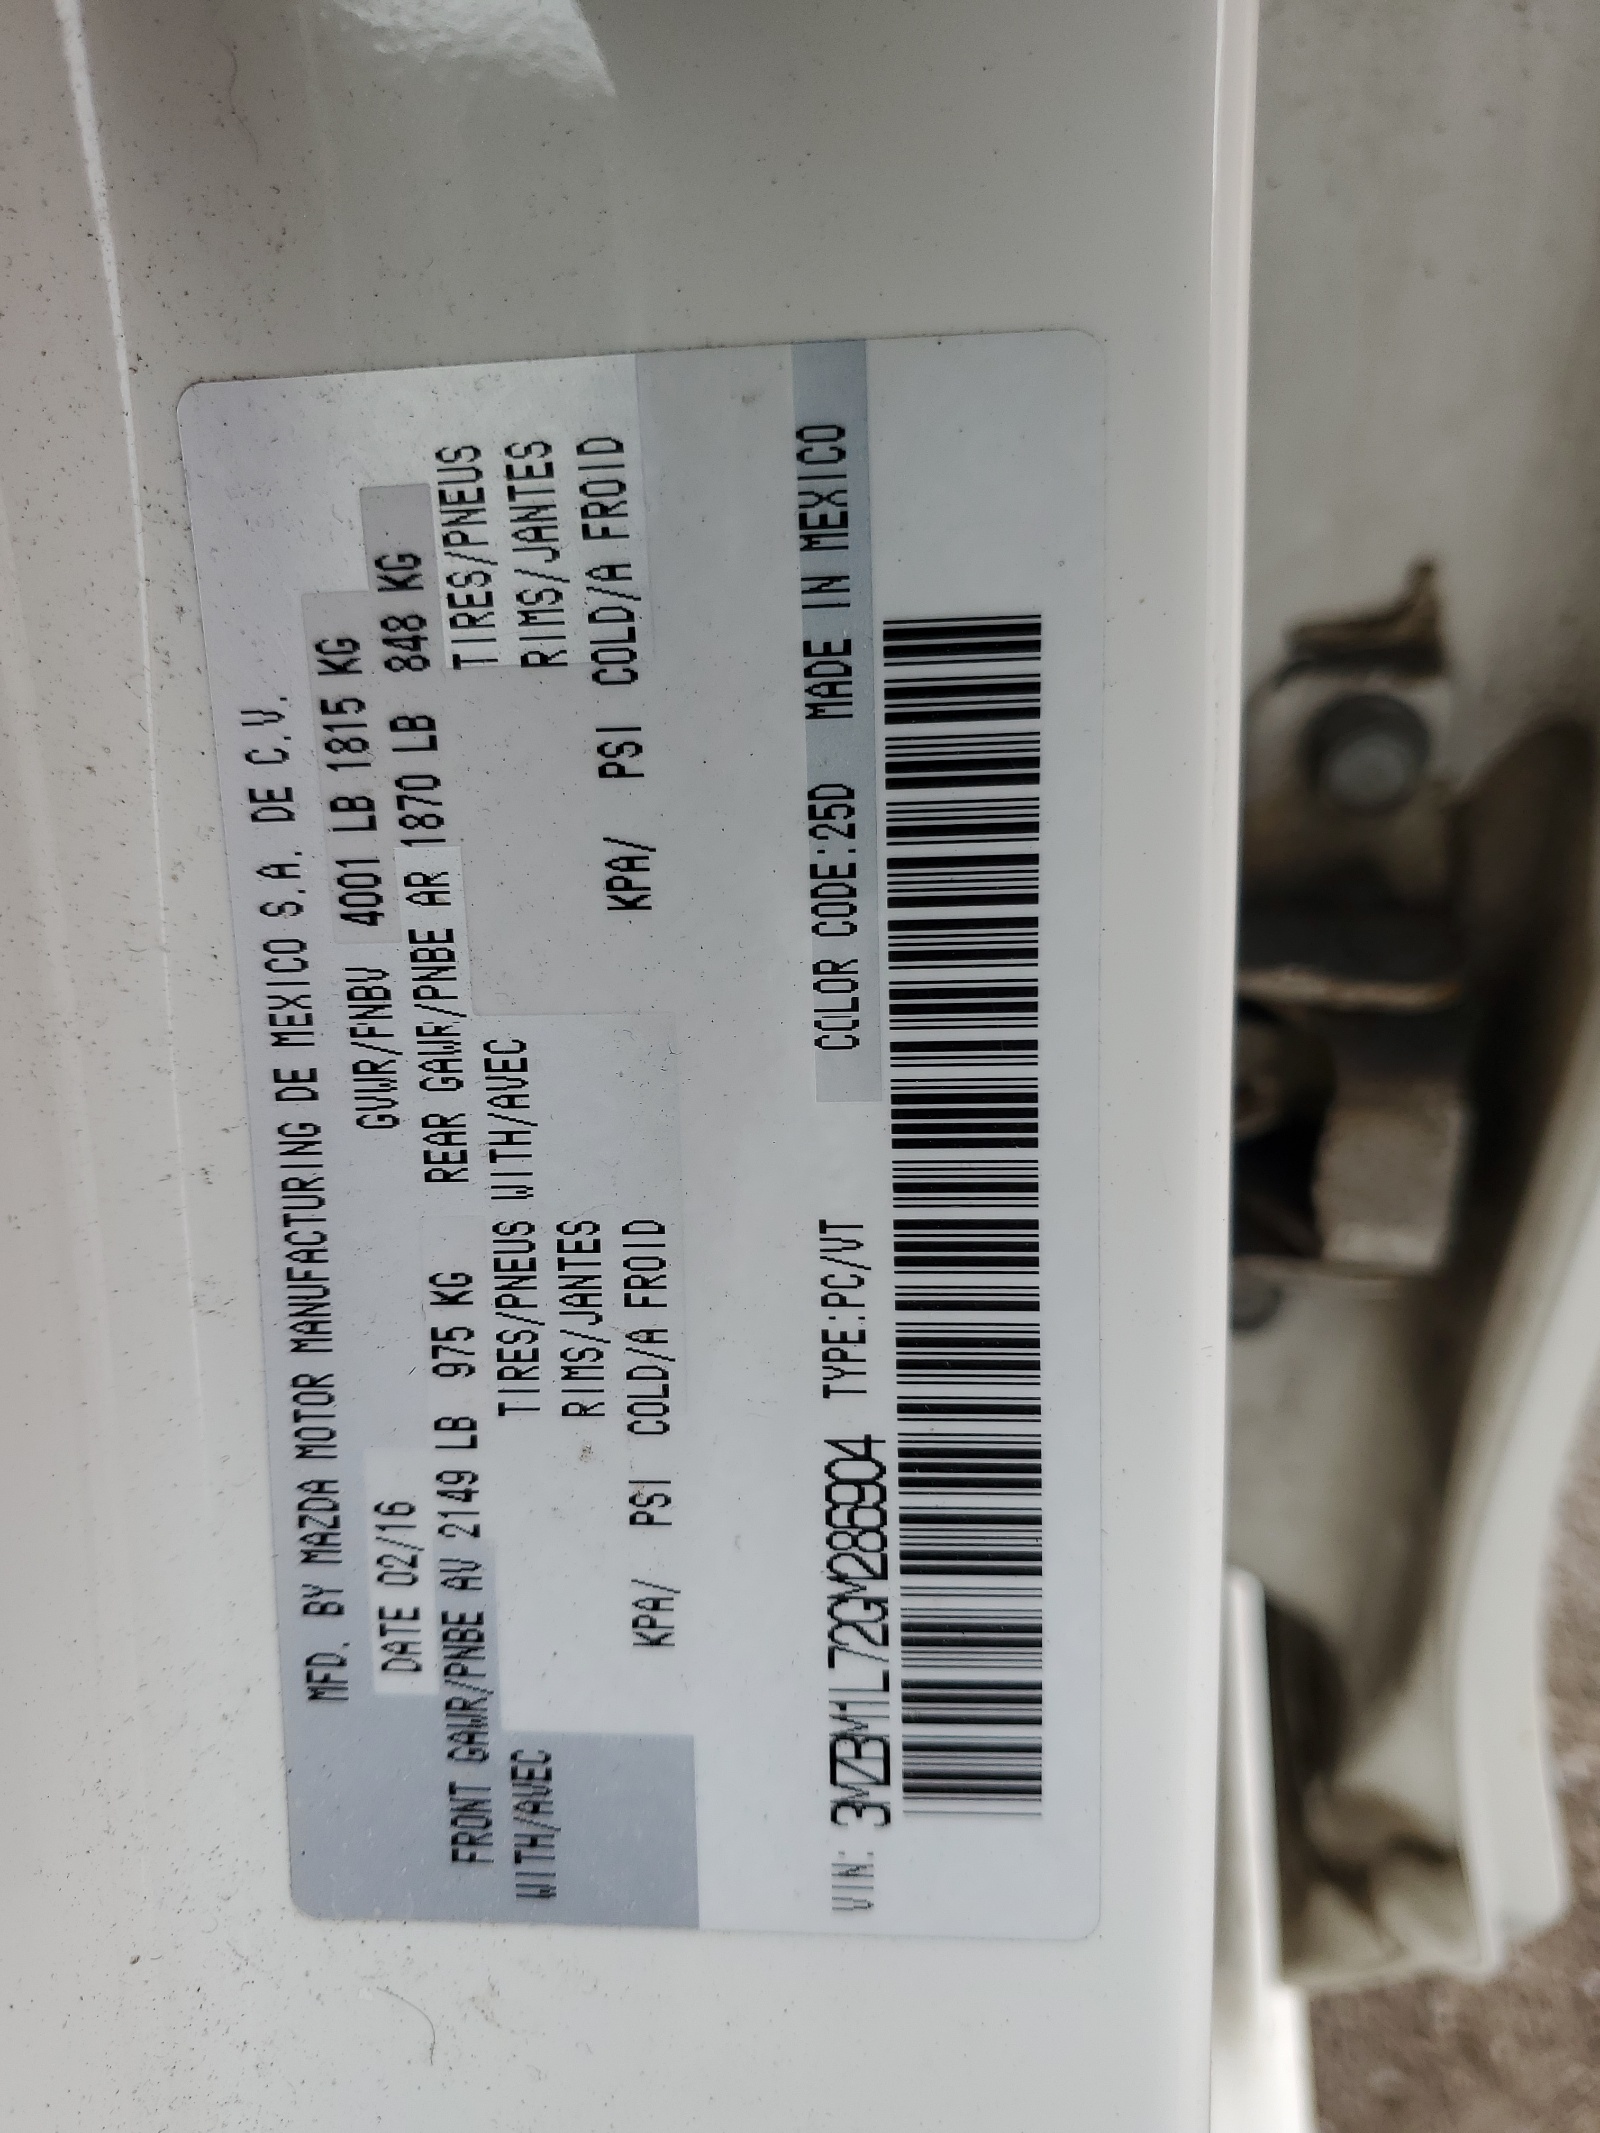 MFD. BY MAZDA MOTOR MANUFACTURING DE MEXICO S.A. DE C.V.
DATE 02/16 GVWR/PNBV 4001 LB 1815 KG
FRONT GAWR/PNBE AV 2149 LB 975 KG REAR GAWR/PNBE AR 1870 LB 848 KG
WITH/AVEC TIRES/PNEUS WITH/AVEC TIRES/PNEUS
RIMS/JANTES RIMS/JANTES
KPA/ PSI COLD/A FROID KPA/ PSI COLD/A FROID
COLOR CODE:25D MADE IN MEXICO
VIN: 3MZBM1L72GM286904 TYPE:PC/VT